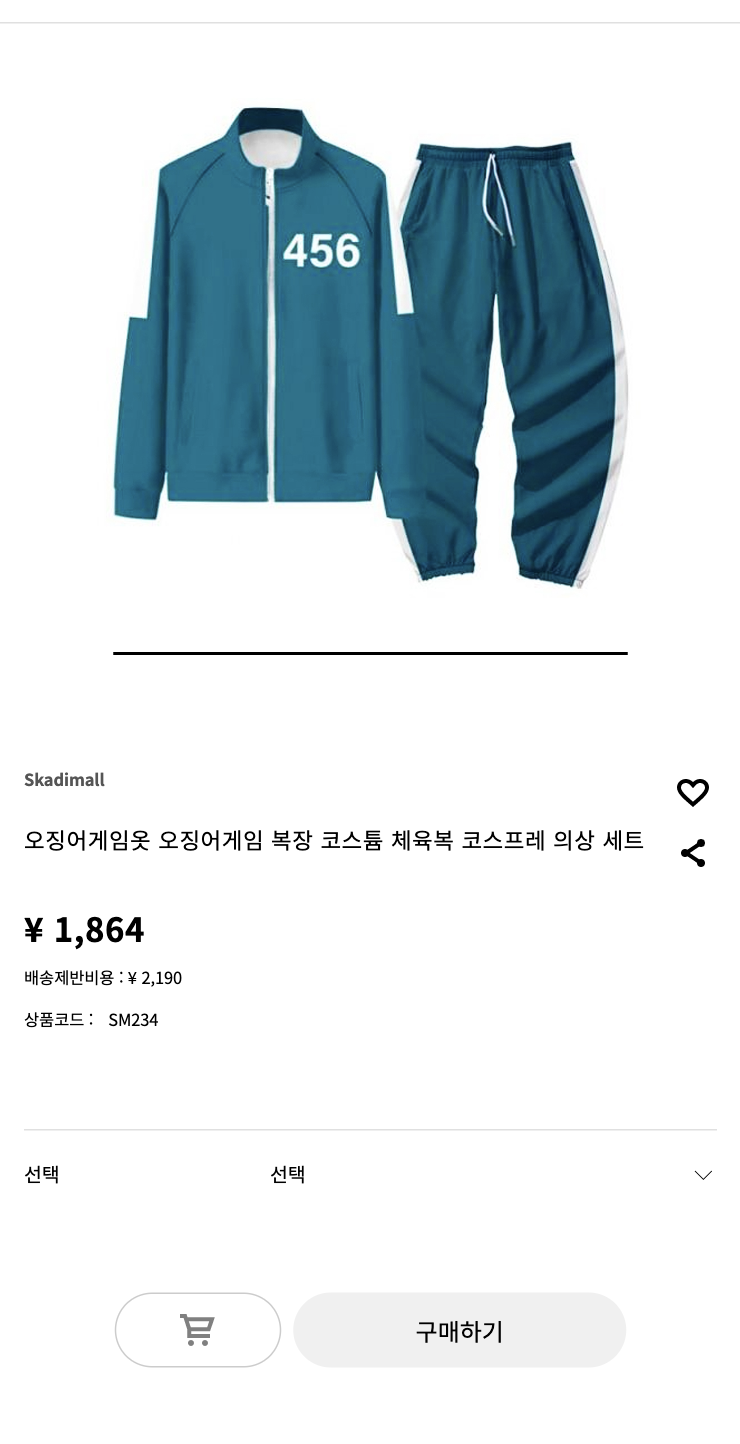 456
Skadimall
오징어게임옷 오징어게임 복장 코스튬 체육복 코스프레 의상 세트
¥ 1,864
배송제반비용 : ¥ 2,190
상품코드 : SM234
선택 선택
구매하기